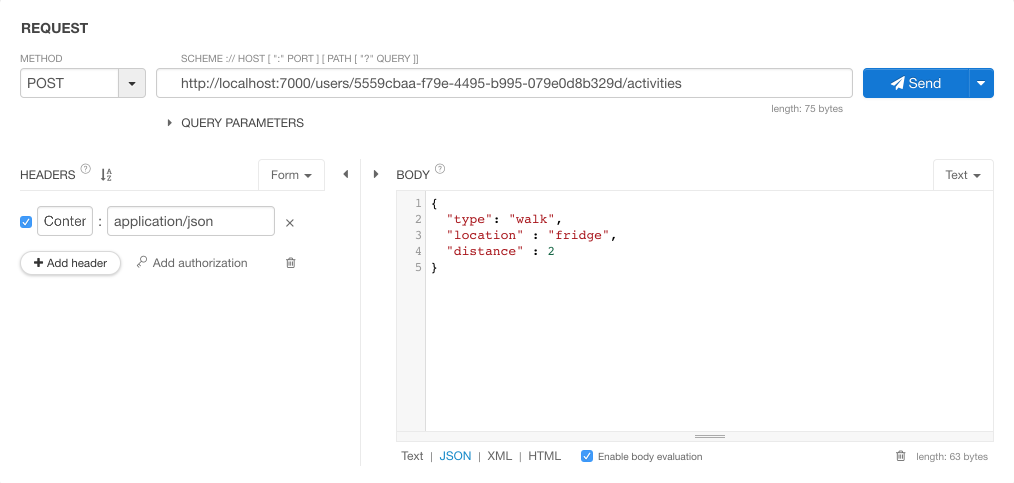 REQUEST
METHOD
SCHEME :// HOST [ ":" PORT ] [ PATH [ "?" QUERY ]]
POST
http://localhost:7000/users/5559cbaa-f79e-4495-b995-079e0d8b329d/activities
Send
length: 75 bytes
QUERY PARAMETERS
HEADERS ? A Z
Form
BODY ?
Text
Conter : application/json ×
+ Add header
Add authorization
1 {
2 "type": "walk",
3 "location" : "fridge",
4 "distance" : 2
5 }
Text | JSON | XML | HTML
Enable body evaluation
length: 63 bytes